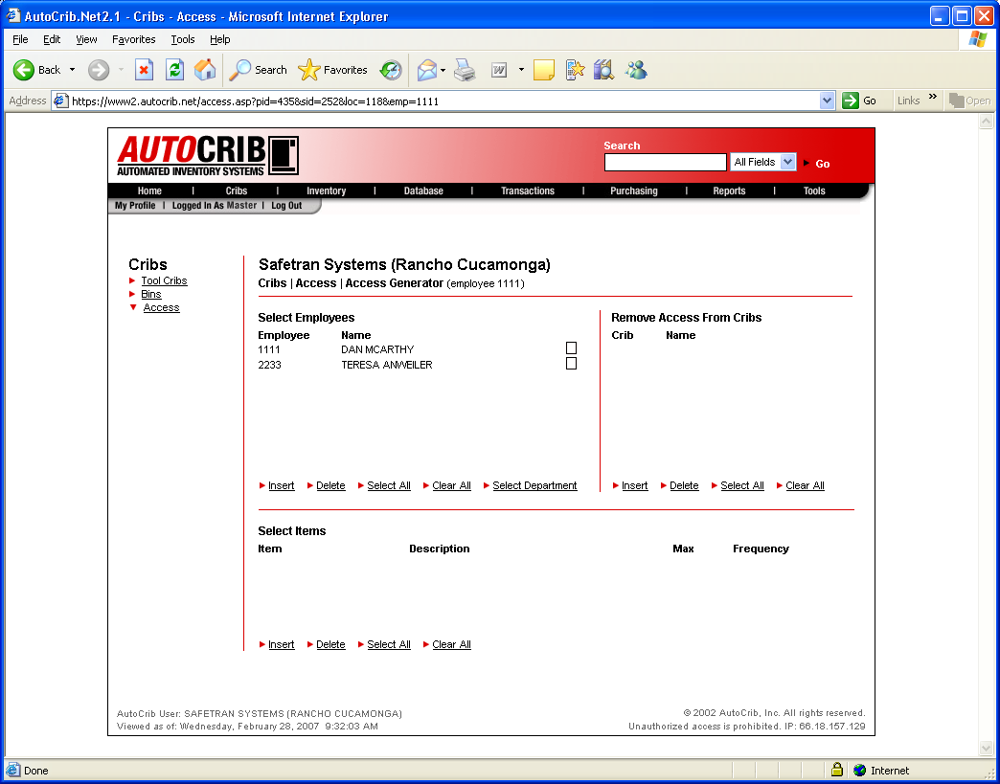 AutoCrib.Net2.1 - Cribs - Access - Microsoft Internet Explorer
File Edit View Favorites Tools Help
Back Search Favorites
Address https://www2.autocrib.net/access.asp?pid=435&sid=252&loc=118&emp=1111 Go Links » Open
AUTOCRIB
AUTOMATED INVENTORY SYSTEMS
Search
All Fields Go
Home | Cribs | Inventory | Database | Transactions | Purchasing | Reports | Tools
My Profile | Logged In As Master | Log Out
Cribs
Tool Cribs
Bins
Access
Safetran Systems (Rancho Cucamonga)
Cribs | Access | Access Generator (employee 1111)
Select Employees
Employee Name
1111 DAN MCARTHY
2233 TERESA ANWEILER
Insert Delete Select All Clear All Select Department
Remove Access From Cribs
Crib Name
Insert Delete Select All Clear All
Select Items
Item Description Max Frequency
Insert Delete Select All Clear All
AutoCrib User: SAFETRAN SYSTEMS (RANCHO CUCAMONGA)
Viewed as of: Wednesday, February 28, 2007 9:32:03 AM
© 2002 AutoCrib, Inc. All rights reserved.
Unauthorized access is prohibited. IP: 66.18.157.129
Done Internet